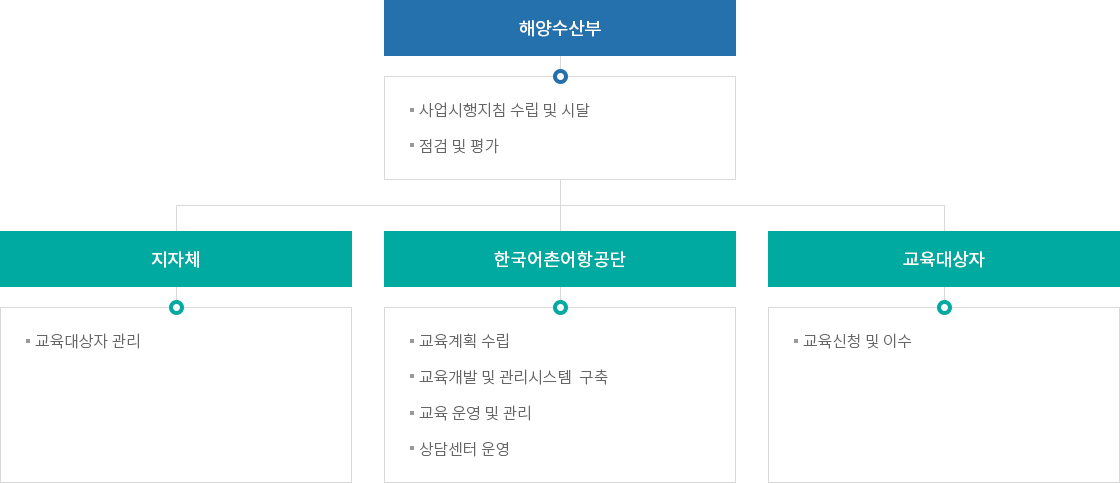 해양수산부
사업시행지침 수립 및 시달
점검 및 평가
지자체
교육대상자 관리
한국어촌어항공단
교육계획 수립
교육개발 및 관리시스템 구축
교육 운영 및 관리
상담센터 운영
교육대상자
교육신청 및 이수